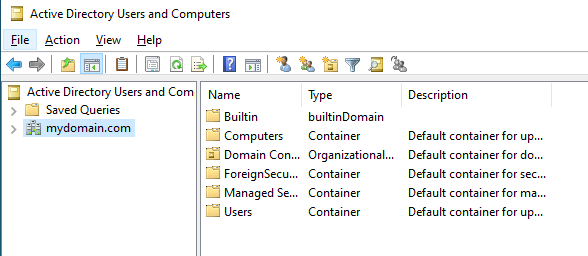 Active Directory Users and Computers
File Action View Help
Active Directory Users and Com
Saved Queries
mydomain.com
Name Type Description
Builtin builtinDomain
Computers Container Default container for up...
Domain Con... Organizational... Default container for do...
ForeignSecu... Container Default container for sec...
Managed Se... Container Default container for ma...
Users Container Default container for up...